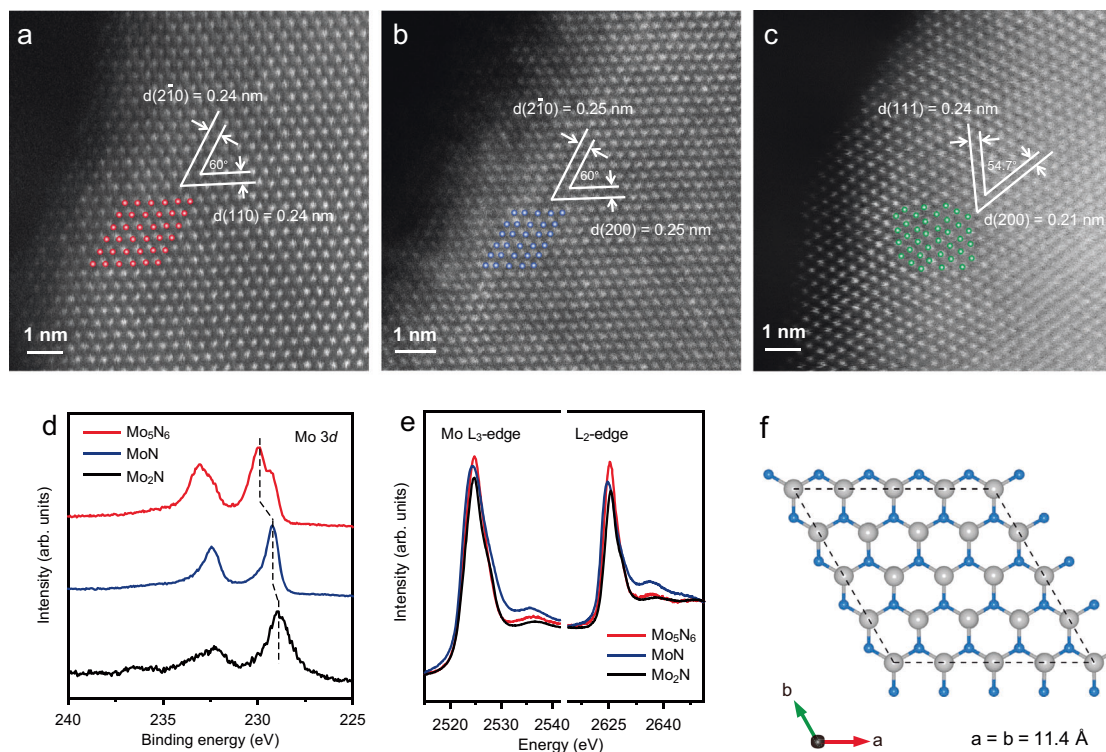 a
d(21̄0) = 0.24 nm
60°
d(110) = 0.24 nm
1 nm
b
d(21̄0) = 0.25 nm
60°
d(200) = 0.25 nm
1 nm
c
d(111) = 0.24 nm
54.7°
d(200) = 0.21 nm
1 nm
d
Mo₅N₆
MoN
Mo₂N
Mo 3d
Intensity (arb. units)
240 235 230 225
Binding energy (eV)
e
Mo L₃-edge
L₂-edge
Intensity (arb. units)
Mo₅N₆
MoN
Mo₂N
2520 2540 2625 2640
Energy (eV)
f
b
a
a = b = 11.4 Å